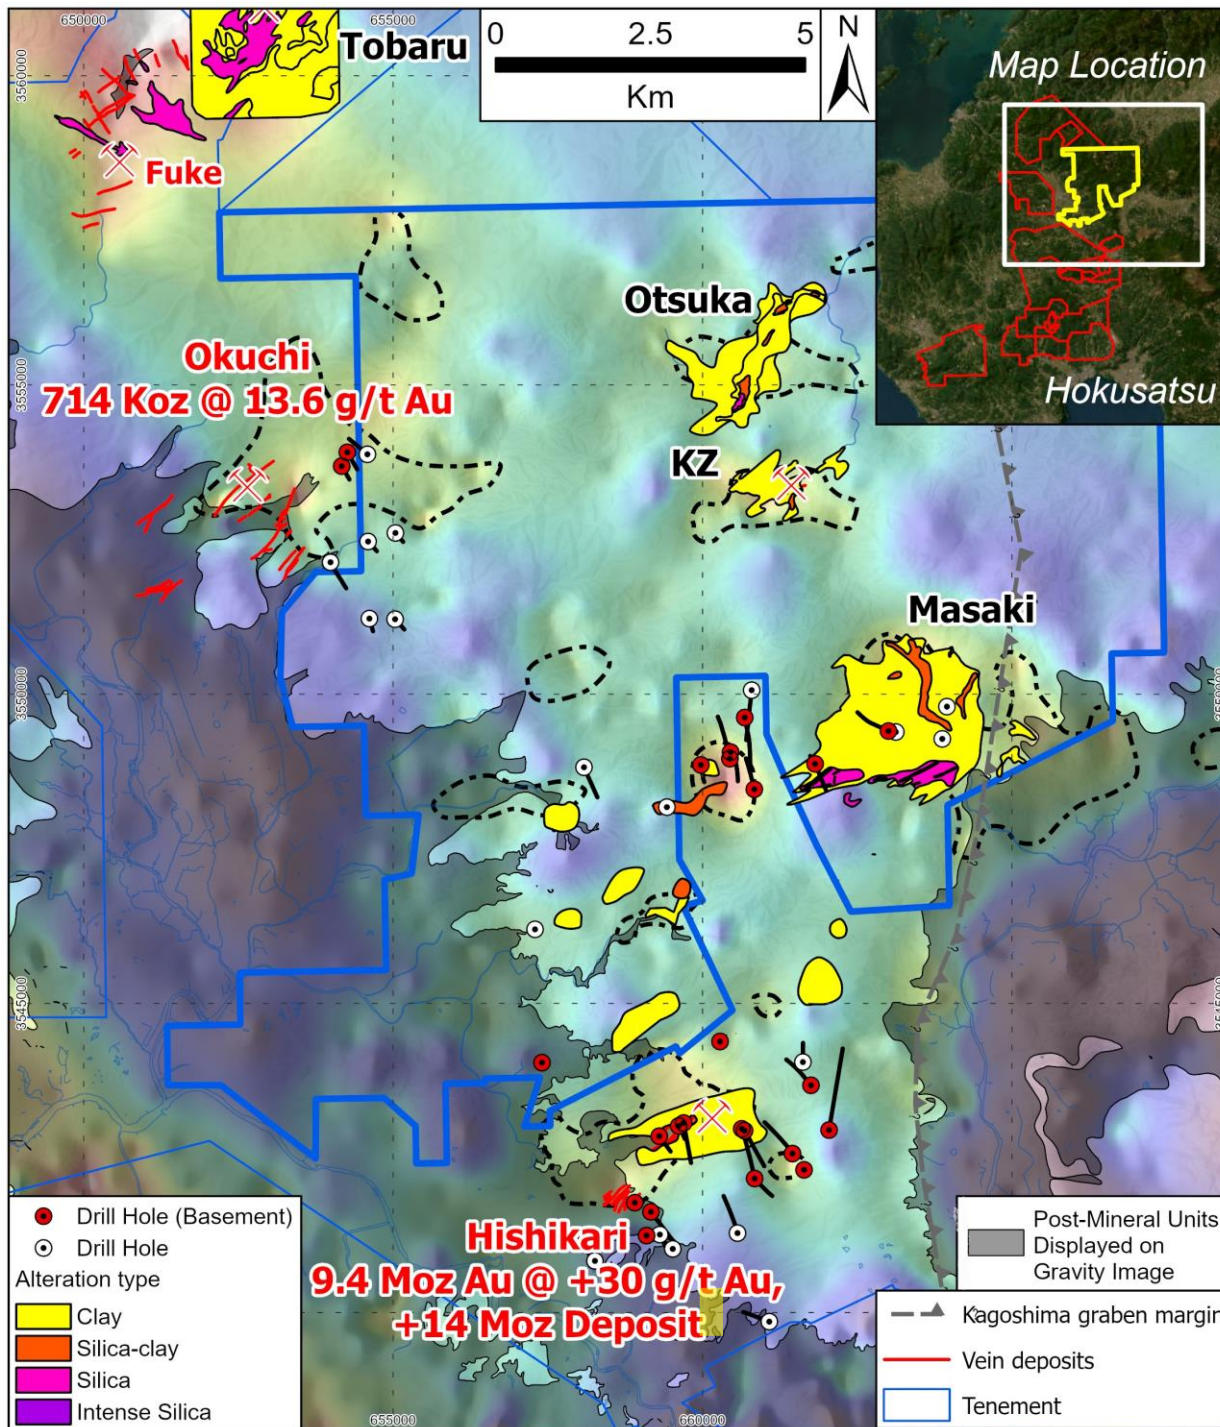 650000
655000
Tobaru
0 2.5 5
Km
N
Map Location
Hokusatsu
3560000
Fuke
Otsuka
Okuchi
714 Koz @ 13.6 g/t Au
3555000
3555000
KZ
Masaki
3550000
3550000
3545000
3545000
Hishikari
9.4 Moz Au @ +30 g/t Au,
+14 Moz Deposit
Drill Hole (Basement)
Drill Hole
Alteration type
Clay
Silica-clay
Silica
Intense Silica
Post-Mineral Units
Displayed on
Gravity Image
Kagoshima graben margin
Vein deposits
Tenement
655000
660000